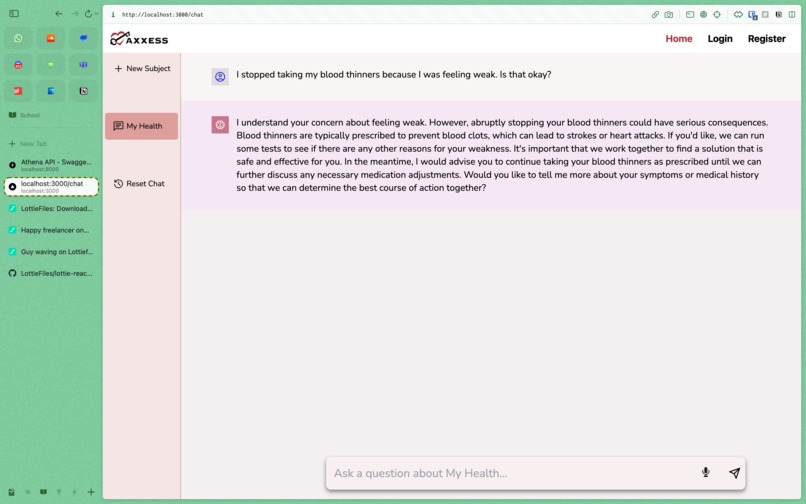 http://localhost:3000/chat
AXXESS
Home
Login
Register
New Subject
My Health
Reset Chat
School
New Tab
Athena API - Swagge...
localhost:8000
localhost:3000/chat
localhost:3000
LottieFiles: Download...
Happy freelancer on...
Guy waving on Lottief...
LottieFiles/lottie-reac...
I stopped taking my blood thinners because I was feeling weak. Is that okay?
I understand your concern about feeling weak. However, abruptly stopping your blood thinners could have serious consequences.
Blood thinners are typically prescribed to prevent blood clots, which can lead to strokes or heart attacks. If you'd like, we can run
some tests to see if there are any other reasons for your weakness. It's important that we work together to find a solution that is
safe and effective for you. In the meantime, I would advise you to continue taking your blood thinners as prescribed until we can
further discuss any necessary medication adjustments. Would you like to tell me more about your symptoms or medical history
so that we can determine the best course of action together?
Ask a question about My Health...